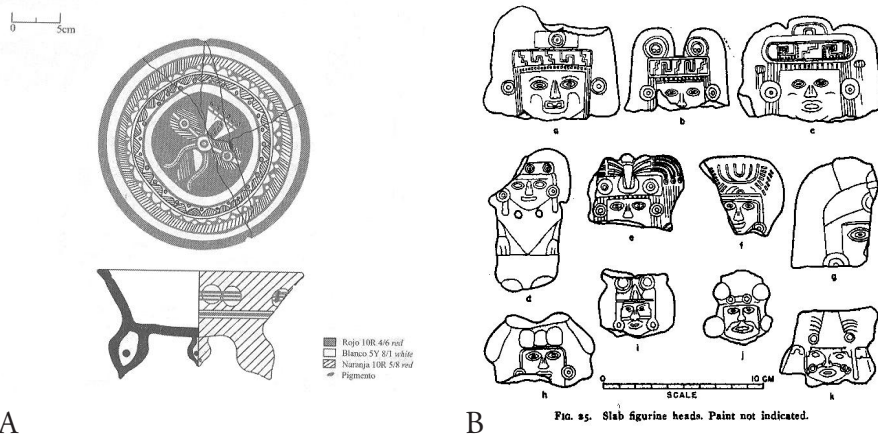 0 5cm
Rojo 10R 4/6 red
Blanco 5Y 8/1 white
Naranja 10R 5/8 red
Pigmento
A
a b c
d e f g
h i j k
0 10 CM
SCALE
B
FIG. 25. Slab figurine heads. Paint not indicated.